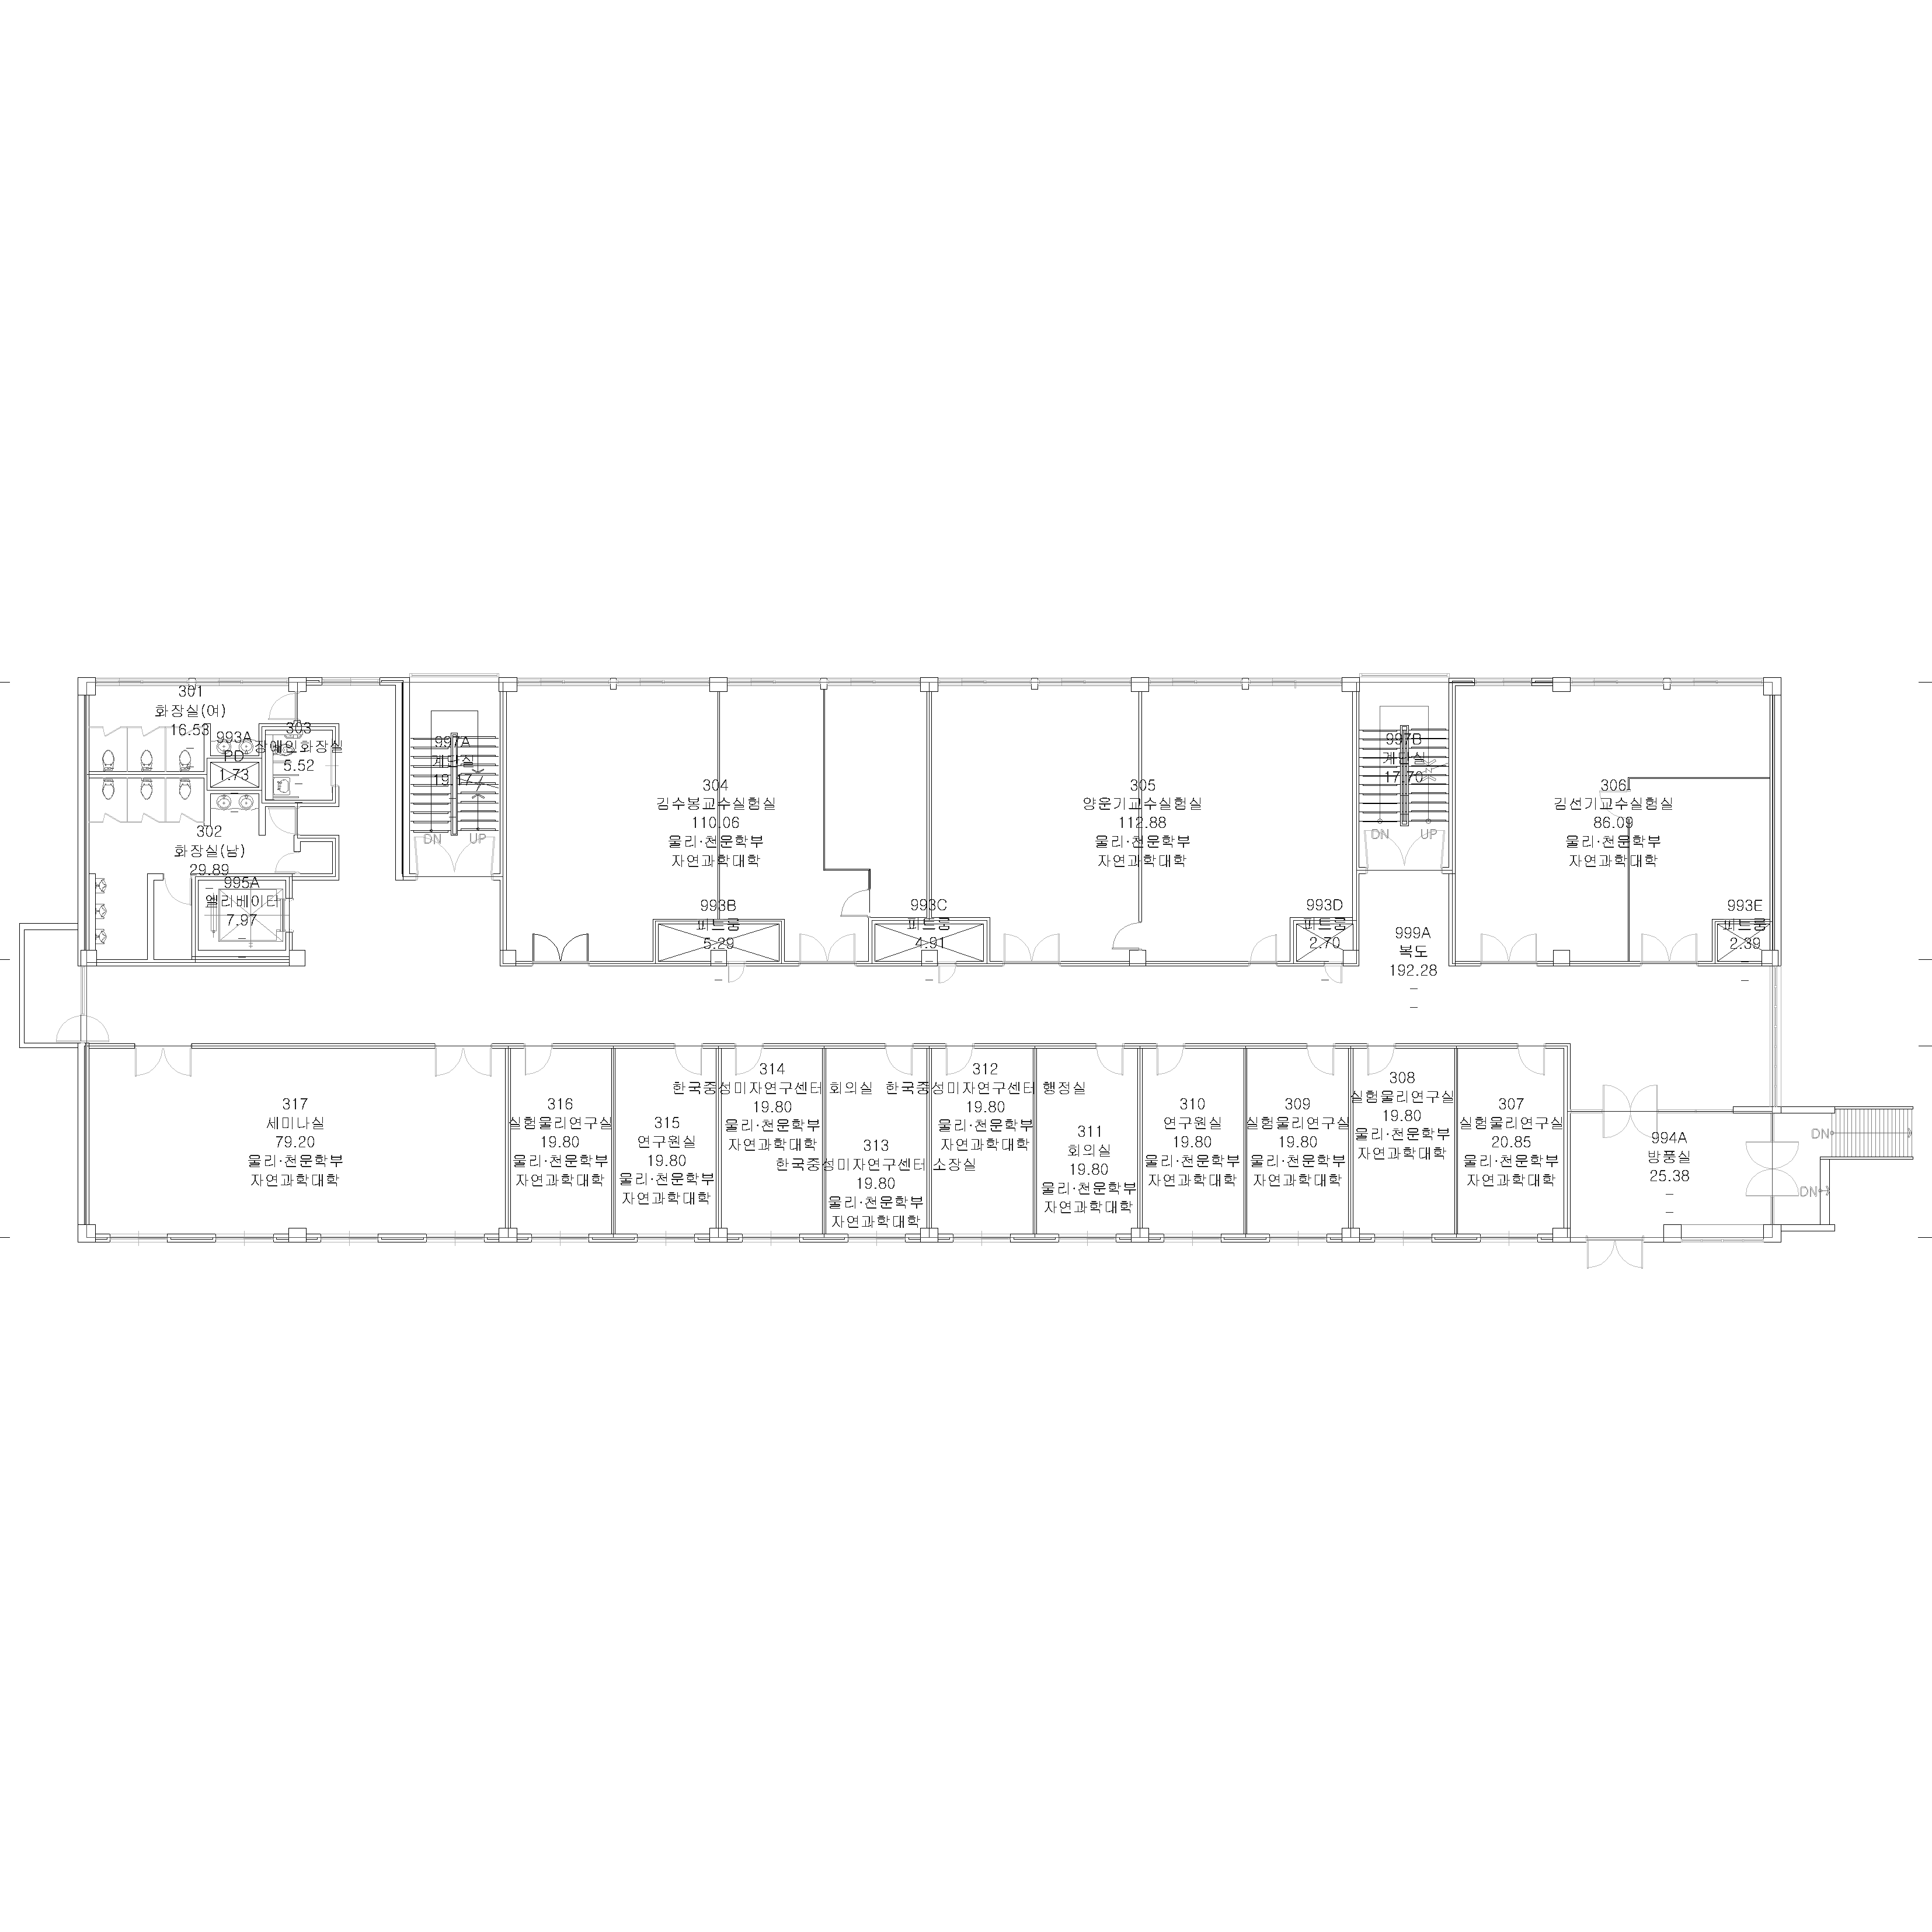 301
화장실(여)
16.53
993A
PD
1.73
303
장애인화장실
5.52
302
화장실(남)
29.89
995A
엘리베이터
7.97
997A
계단실
19.17
DN
UP
304
김수봉교수실험실
110.06
물리·천문학부
자연과학대학
993B
피트룸
5.29
993C
피트룸
4.91
305
양운기교수실험실
112.88
물리·천문학부
자연과학대학
993D
피트룸
2.70
997B
계단실
17.70
DN
UP
999A
복도
192.28
306
김선기교수실험실
86.09
물리·천문학부
자연과학대학
993E
피트룸
2.39
317
세미나실
79.20
물리·천문학부
자연과학대학
316
실험물리연구실
19.80
물리·천문학부
자연과학대학
315
연구원실
19.80
물리·천문학부
자연과학대학
314
한국중성미자연구센터 회의실
19.80
물리·천문학부
자연과학대학
313
한국중성미자연구센터 소장실
19.80
물리·천문학부
자연과학대학
312
한국중성미자연구센터 행정실
19.80
물리·천문학부
자연과학대학
311
회의실
19.80
물리·천문학부
자연과학대학
310
연구원실
19.80
물리·천문학부
자연과학대학
309
실험물리연구실
19.80
물리·천문학부
자연과학대학
308
실험물리연구실
19.80
물리·천문학부
자연과학대학
307
실험물리연구실
20.85
물리·천문학부
자연과학대학
994A
방풍실
25.38
DN
DN